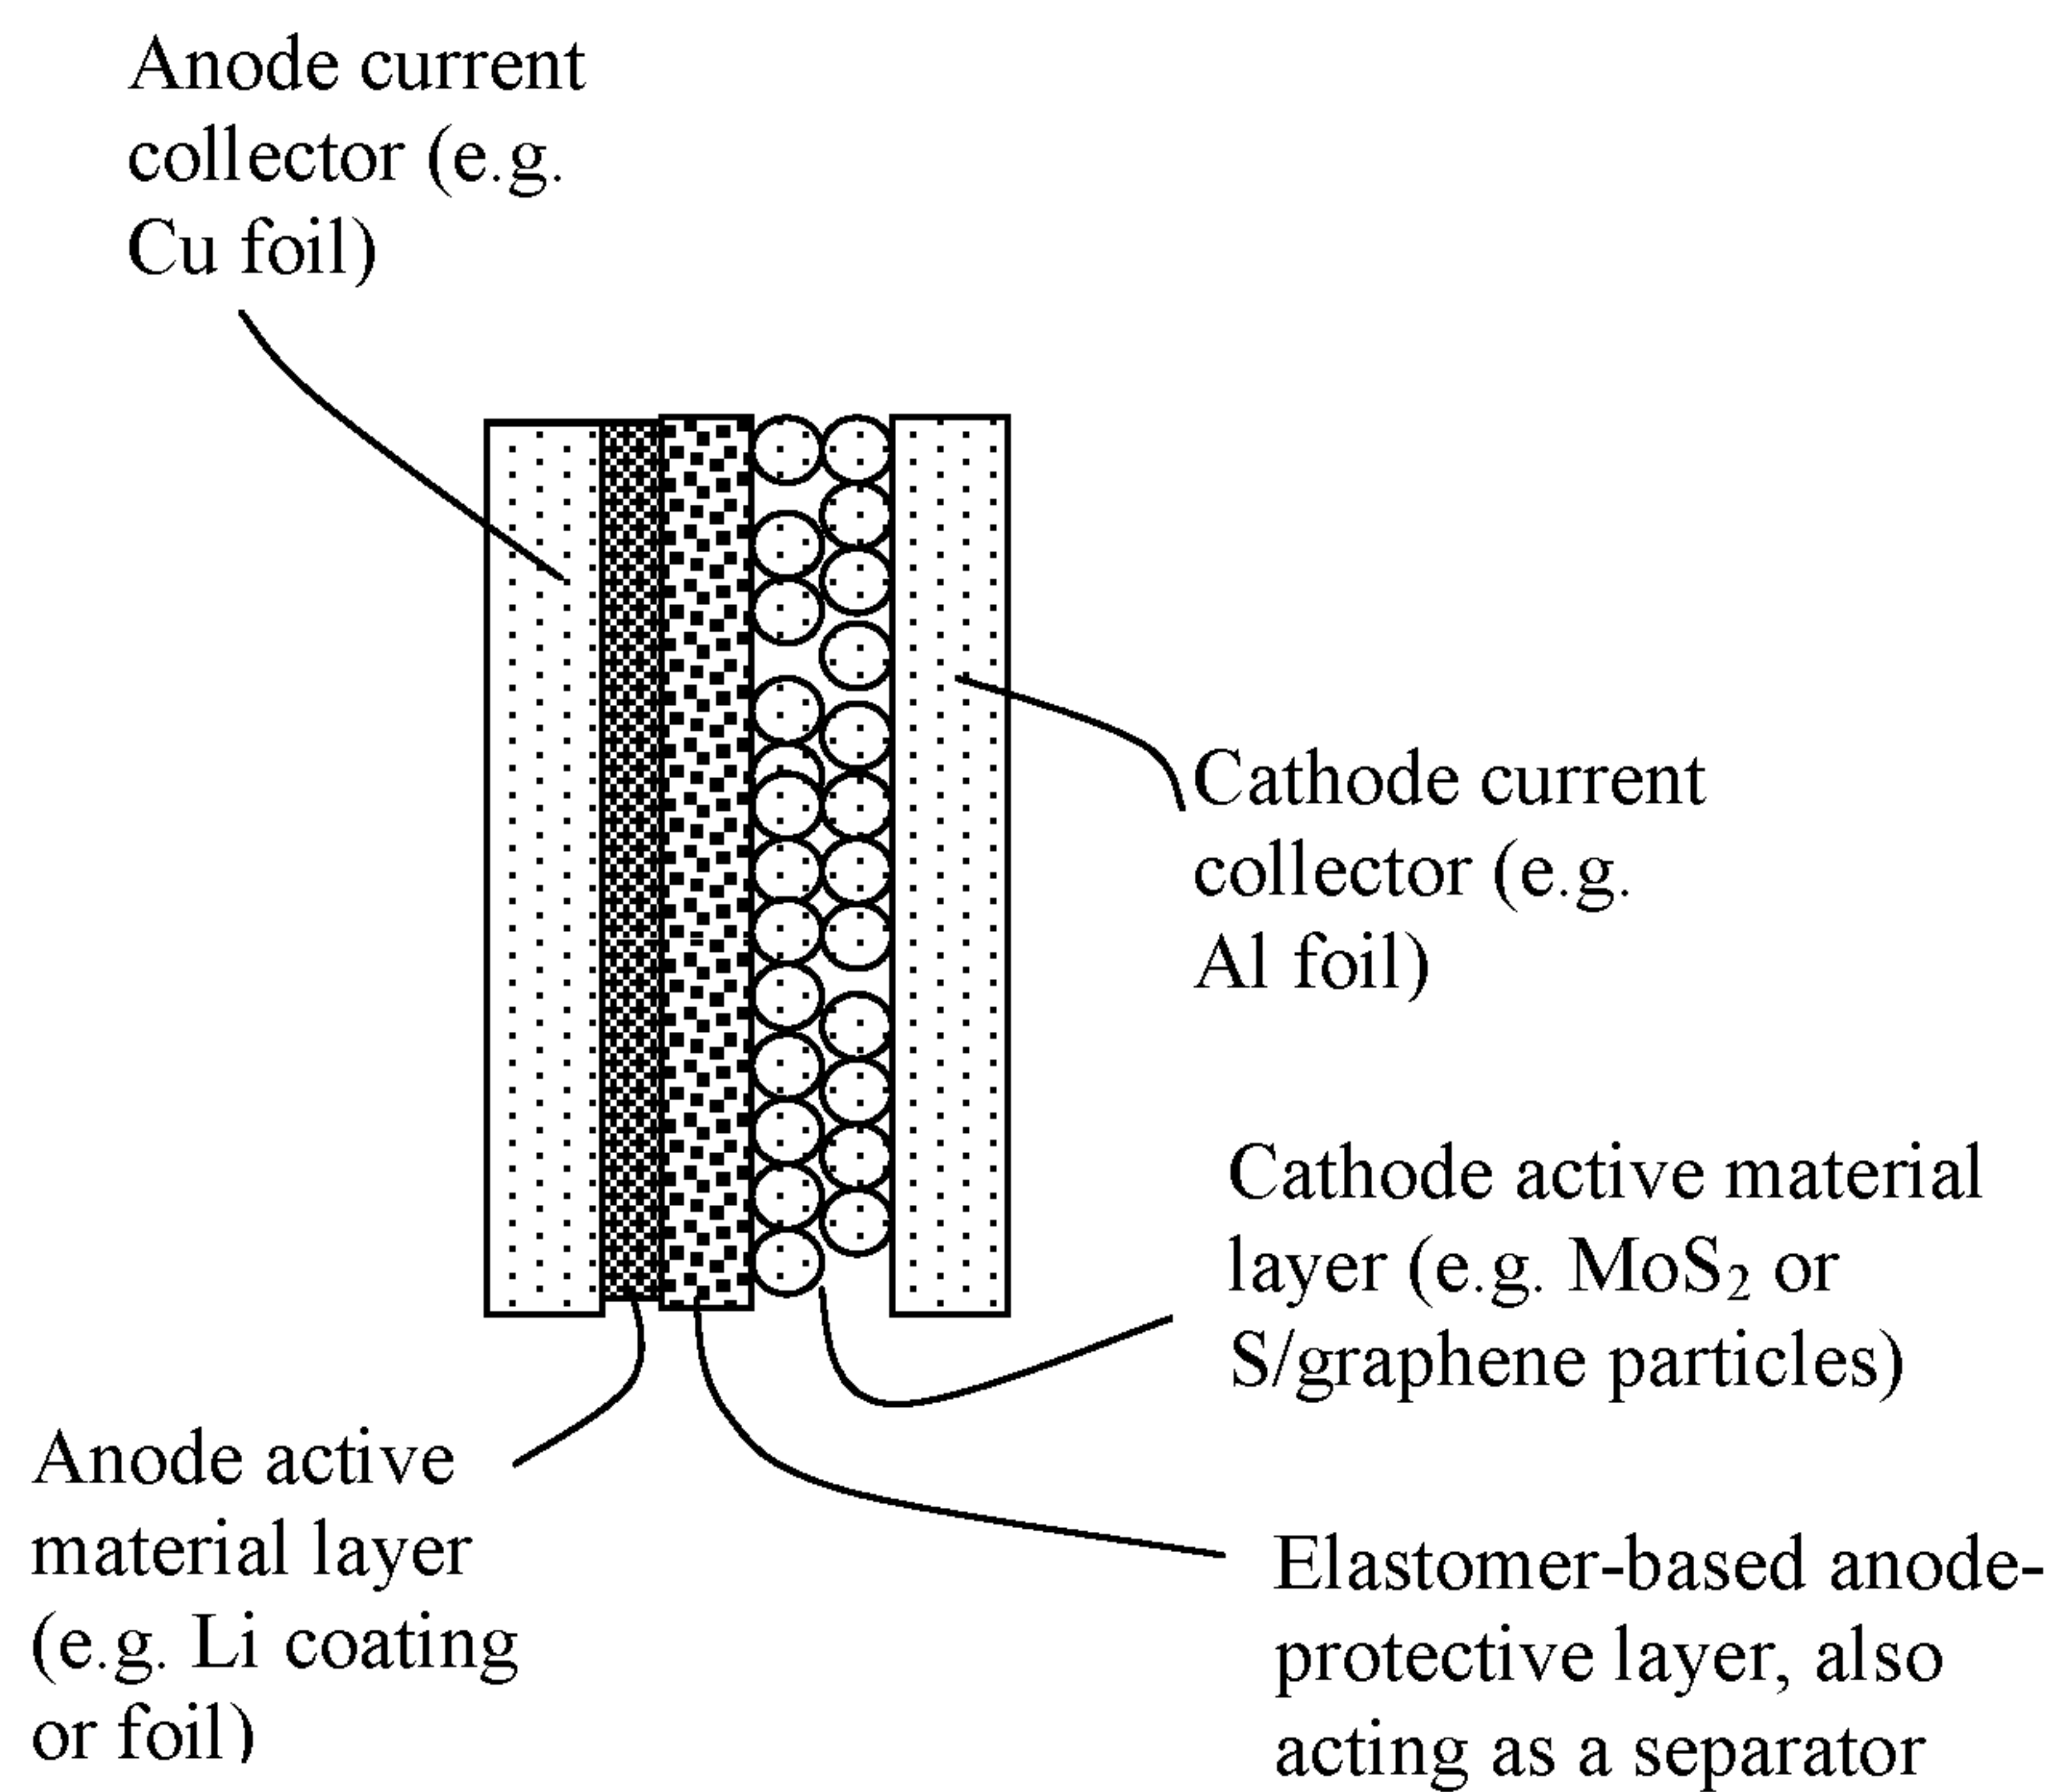 Anode current
collector (e.g.
Cu foil)
Cathode current
collector (e.g.
Al foil)
Cathode active material
layer (e.g. MoS₂ or
S/graphene particles)
Anode active
material layer
(e.g. Li coating
or foil)
Elastomer-based anode-
protective layer, also
acting as a separator